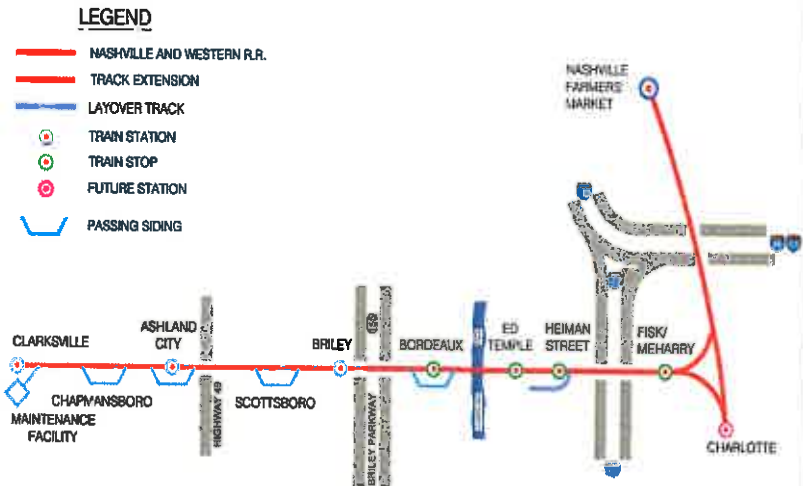 LEGEND
NASHVILLE AND WESTERN R.R.
TRACK EXTENSION
LAYOVER TRACK
TRAIN STATION
TRAIN STOP
FUTURE STATION
PASSING SIDING
NASHVILLE
FARMERS
MARKET
CLARKSVILLE
ASHLAND
CITY
BRILEY
155
BORDEAUX
ED
TEMPLE
HEIMAN
STREET
FISK/
MEHARRY
CHAPMANSBORO
SCOTTSBORO
MAINTENANCE
FACILITY
HIGHWAY 49
BRILEY PARKWAY
CHARLOTTE